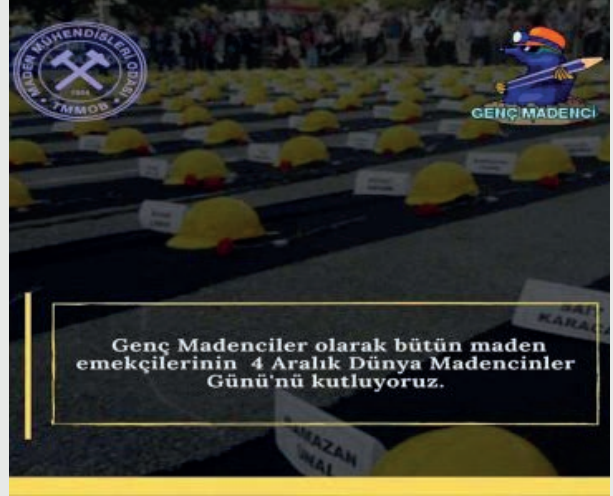 MADEN MÜHENDİSLERİ ODASI
1954
TMMOB
GENÇ MADENCİ
KARACA
Genç Madenciler olarak bütün maden
emekçilerinin 4 Aralık Dünya Madencinler
Günü'nü kutluyoruz.
RAMAZAN
ÜNAL